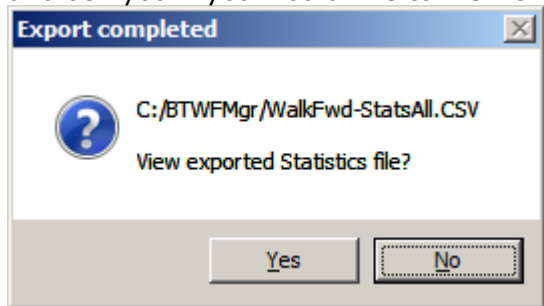 Export completed
C:/BTWFMgr/WalkFwd-StatsAll.CSV
View exported Statistics file?
Yes
No